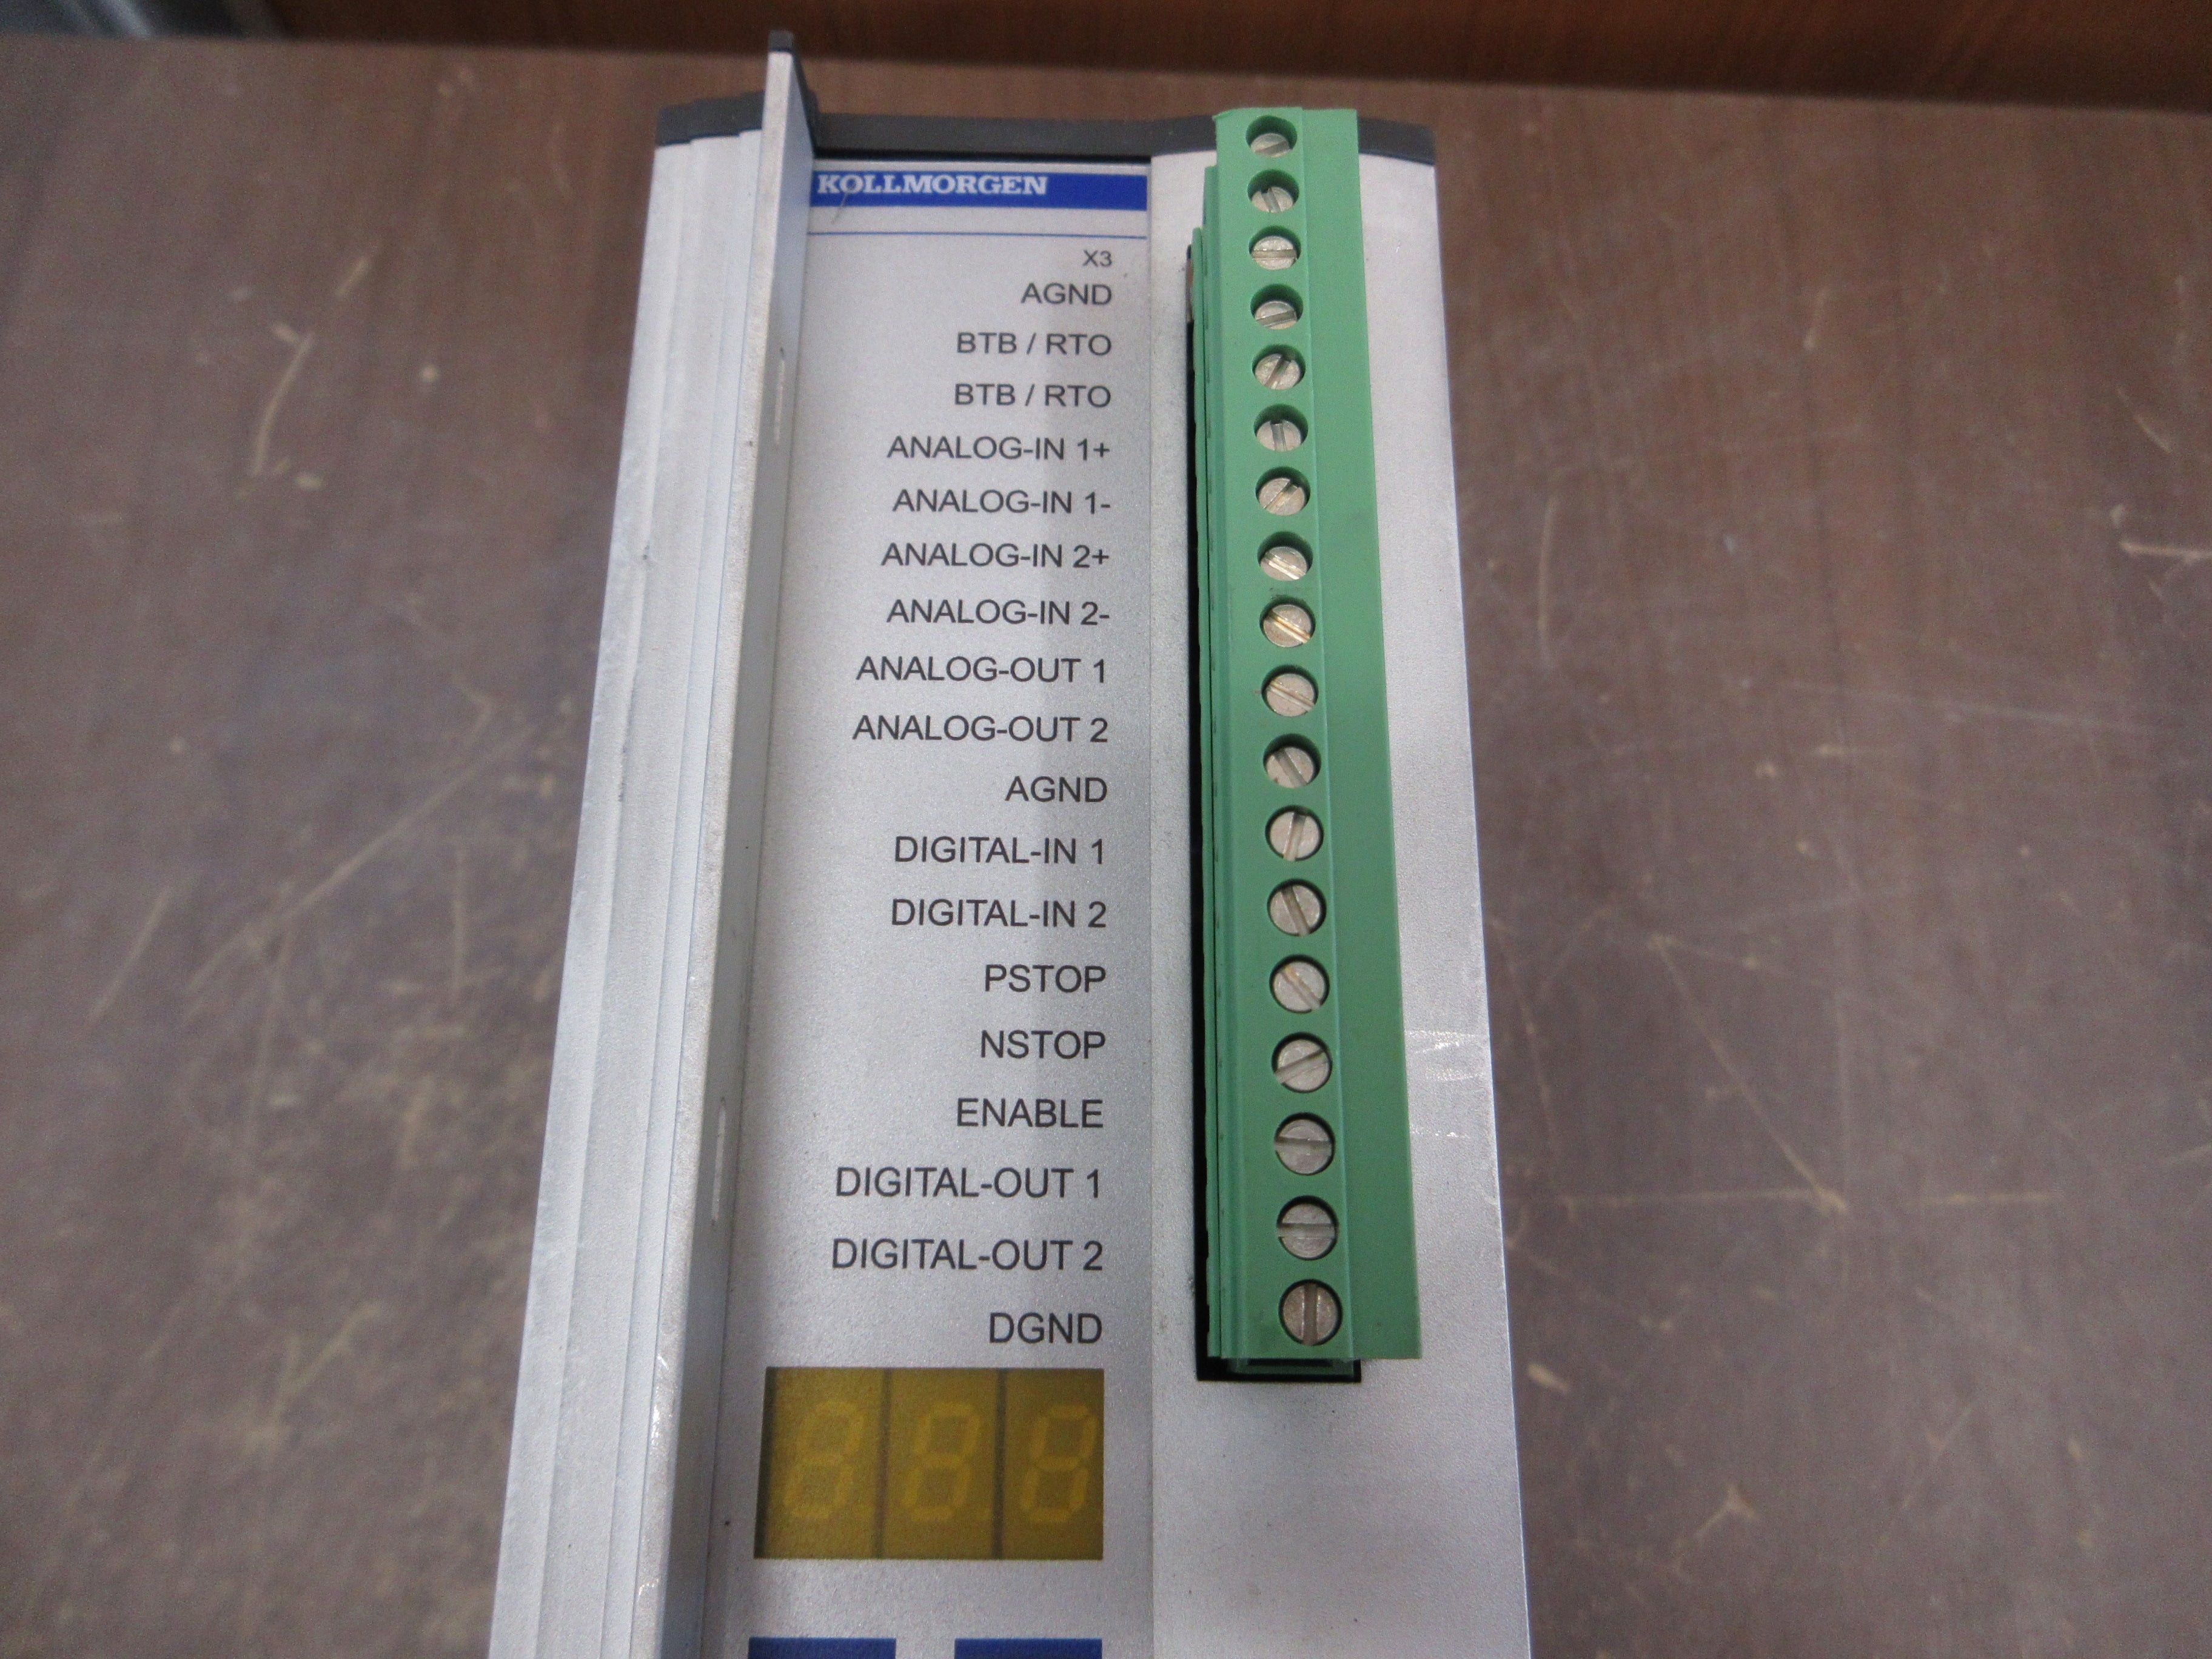 KOLLMORGEN
X3
AGND
BTB / RTO
BTB / RTO
ANALOG-IN 1+
ANALOG-IN 1-
ANALOG-IN 2+
ANALOG-IN 2-
ANALOG-OUT 1
ANALOG-OUT 2
AGND
DIGITAL-IN 1
DIGITAL-IN 2
PSTOP
NSTOP
ENABLE
DIGITAL-OUT 1
DIGITAL-OUT 2
DGND